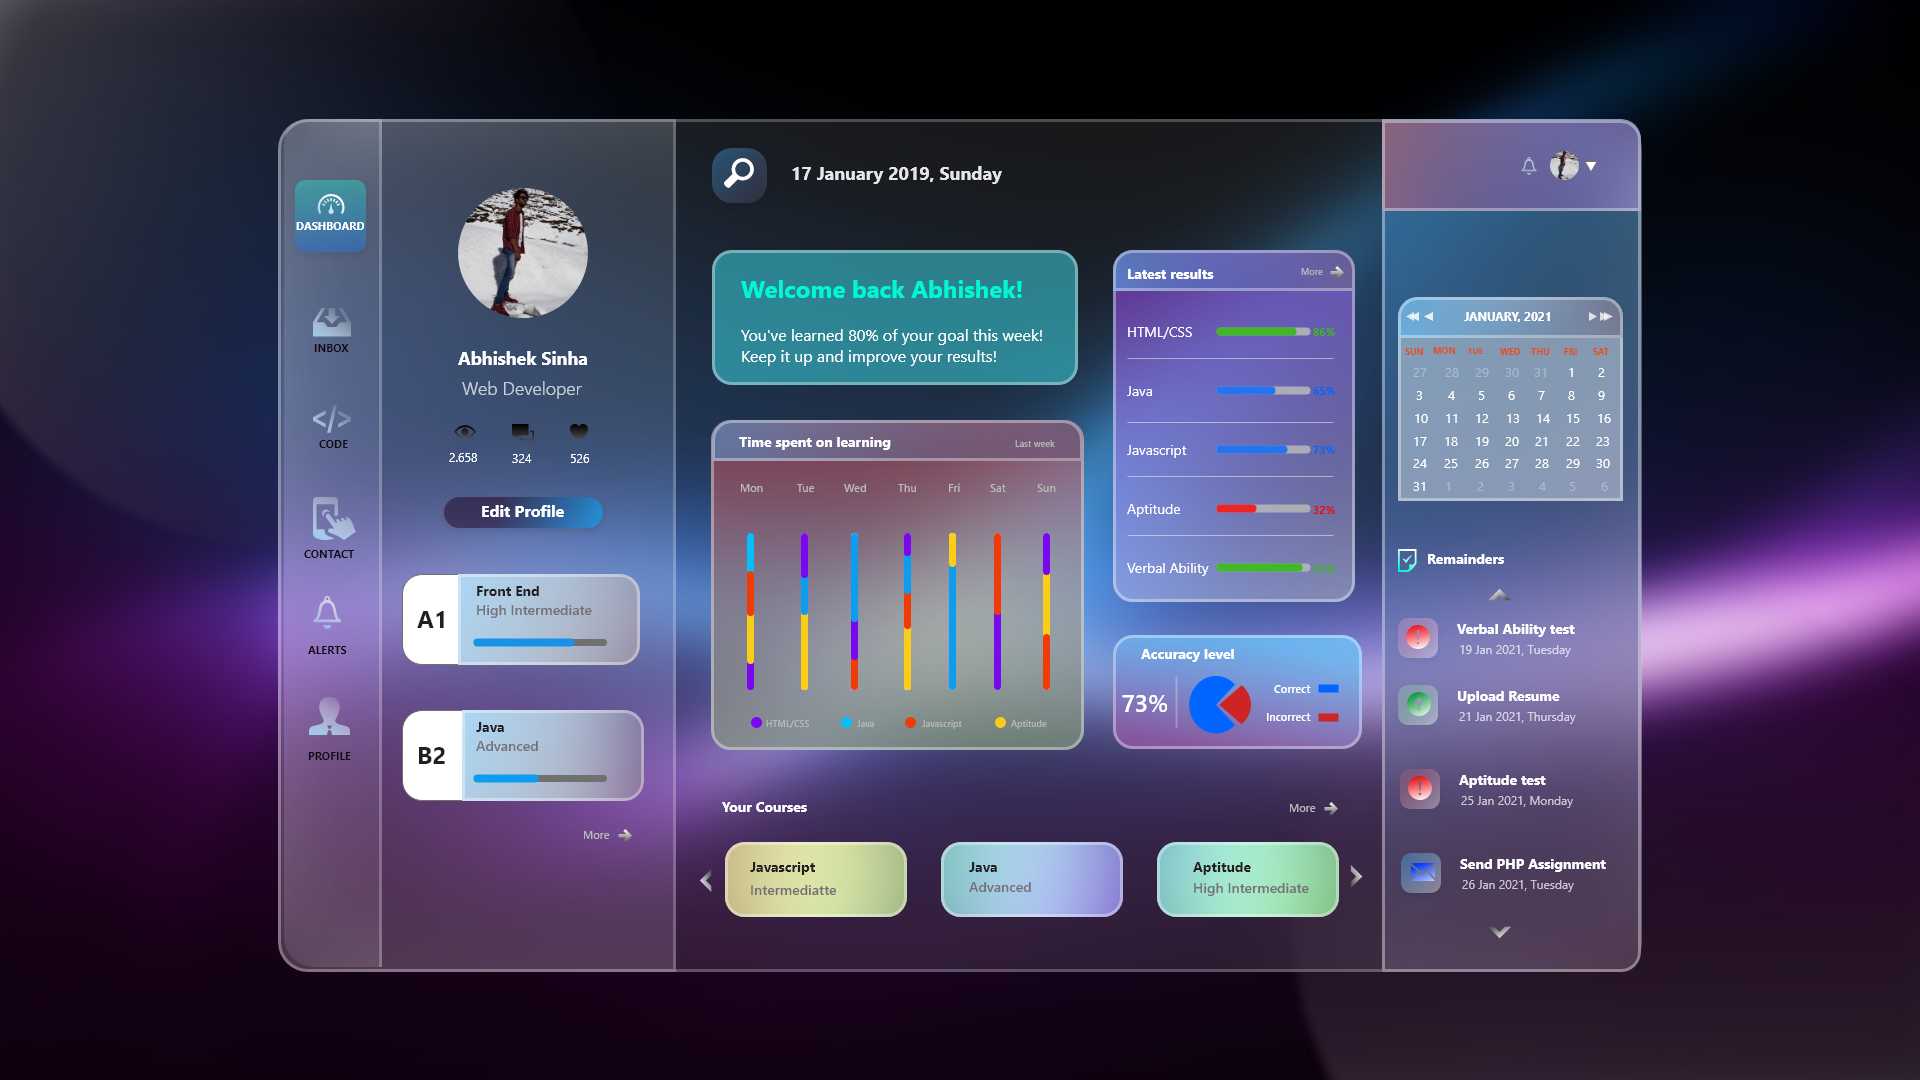 DASHBOARD
INBOX
CODE
CONTACT
ALERTS
PROFILE
Abhishek Sinha
Web Developer
2.658 324 526
Edit Profile
A1
Front End
High Intermediate
B2
Java
Advanced
More
17 January 2019, Sunday
Welcome back Abhishek!
You've learned 80% of your goal this week!
Keep it up and improve your results!
Time spent on learning Last week
Mon Tue Wed Thu Fri Sat Sun
HTML/CSS Java Javascript Aptitude
Latest results More
HTML/CSS 86%
Java 65%
Javascript 73%
Aptitude 32%
Verbal Ability
Accuracy level
73%
Correct
Incorrect
Your Courses More
Javascript
Intermediatte
Java
Advanced
Aptitude
High Intermediate
JANUARY, 2021
SUN MON TUE WED THU FRI SAT
27 28 29 30 31 1 2
3 4 5 6 7 8 9
10 11 12 13 14 15 16
17 18 19 20 21 22 23
24 25 26 27 28 29 30
31 1 2 3 4 5 6
Remainders
Verbal Ability test
19 Jan 2021, Tuesday
Upload Resume
21 Jan 2021, Thursday
Aptitude test
25 Jan 2021, Monday
Send PHP Assignment
26 Jan 2021, Tuesday